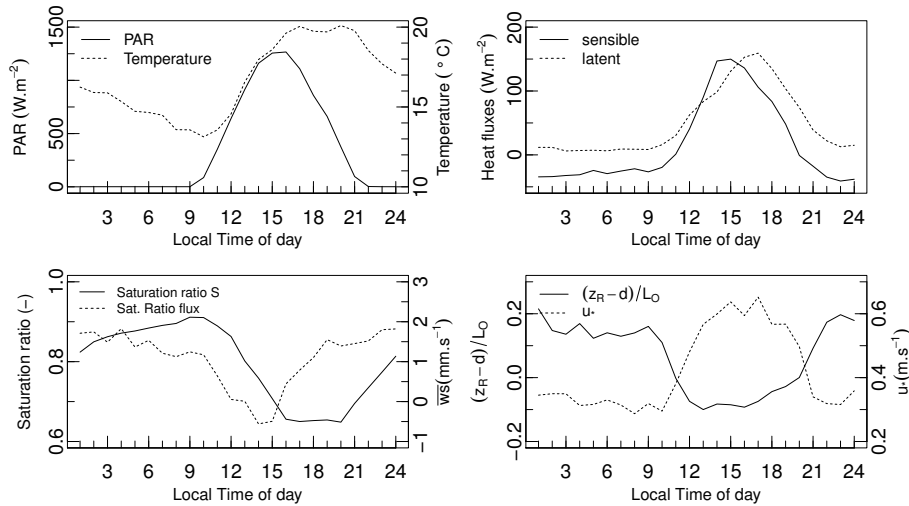 PAR (W.m⁻²)
0 500 1500
PAR
Temperature
10 15 20
Temperature ( ° C)
3 6 9 12 15 18 21 24
Local Time of day
Heat fluxes (W.m⁻²)
0 100 200
sensible
latent
3 6 9 12 15 18 21 24
Local Time of day
Saturation ratio (−)
0.6 0.8 1.0
Saturation ratio S
Sat. Ratio flux
−1 0 1 2 3
ws(mm.s⁻¹)
3 6 9 12 15 18 21 24
Local Time of day
(z_R−d)/L_O
−0.2 0.0 0.2
(z_R−d)/L_O
u*
0.2 0.4 0.6
u*(m.s⁻¹)
3 6 9 12 15 18 21 24
Local Time of day